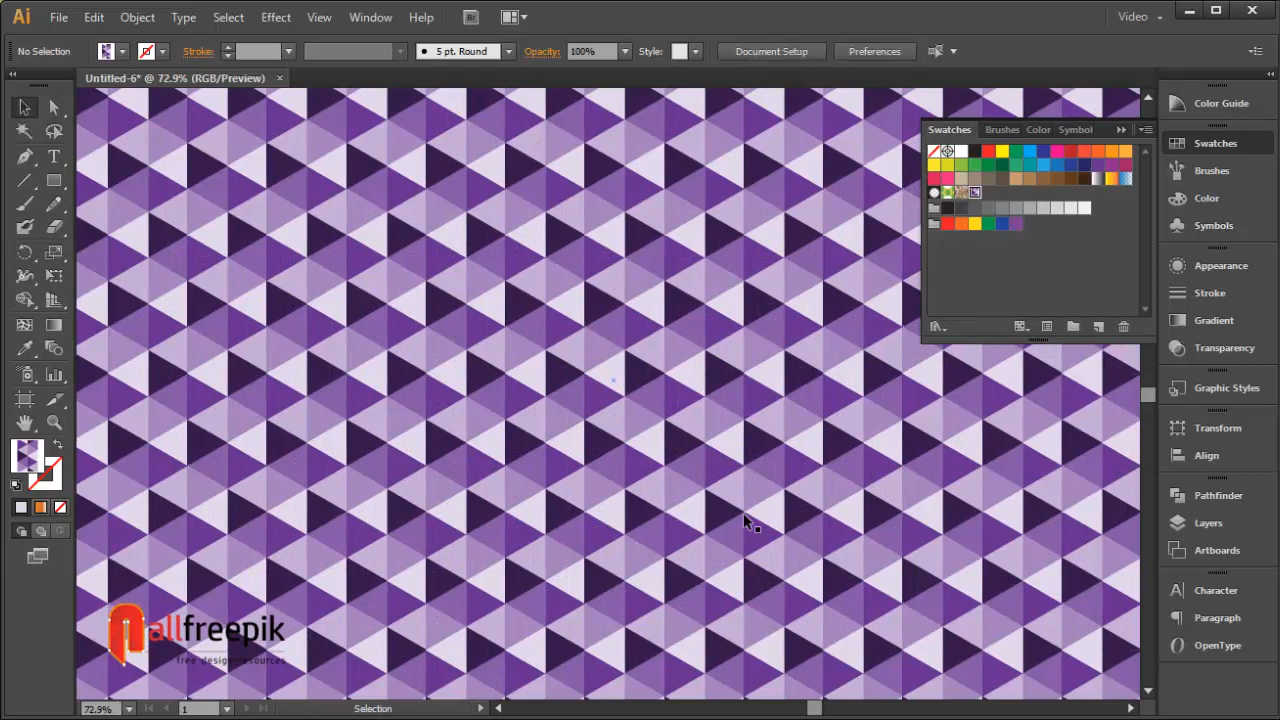 Ai File Edit Object Type Select Effect View Window Help Br Video
No Selection Stroke: 5 pt. Round Opacity: 100% Style: Document Setup Preferences
Untitled-6* @ 72.9% (RGB/Preview)
Swatches Brushes Color Symbol
Color Guide
Swatches
Brushes
Color
Symbols
Appearance
Stroke
Gradient
Transparency
Graphic Styles
Transform
Align
Pathfinder
Layers
Artboards
Character
Paragraph
OpenType
allfreepik
free design resources
72.9% 1 Selection